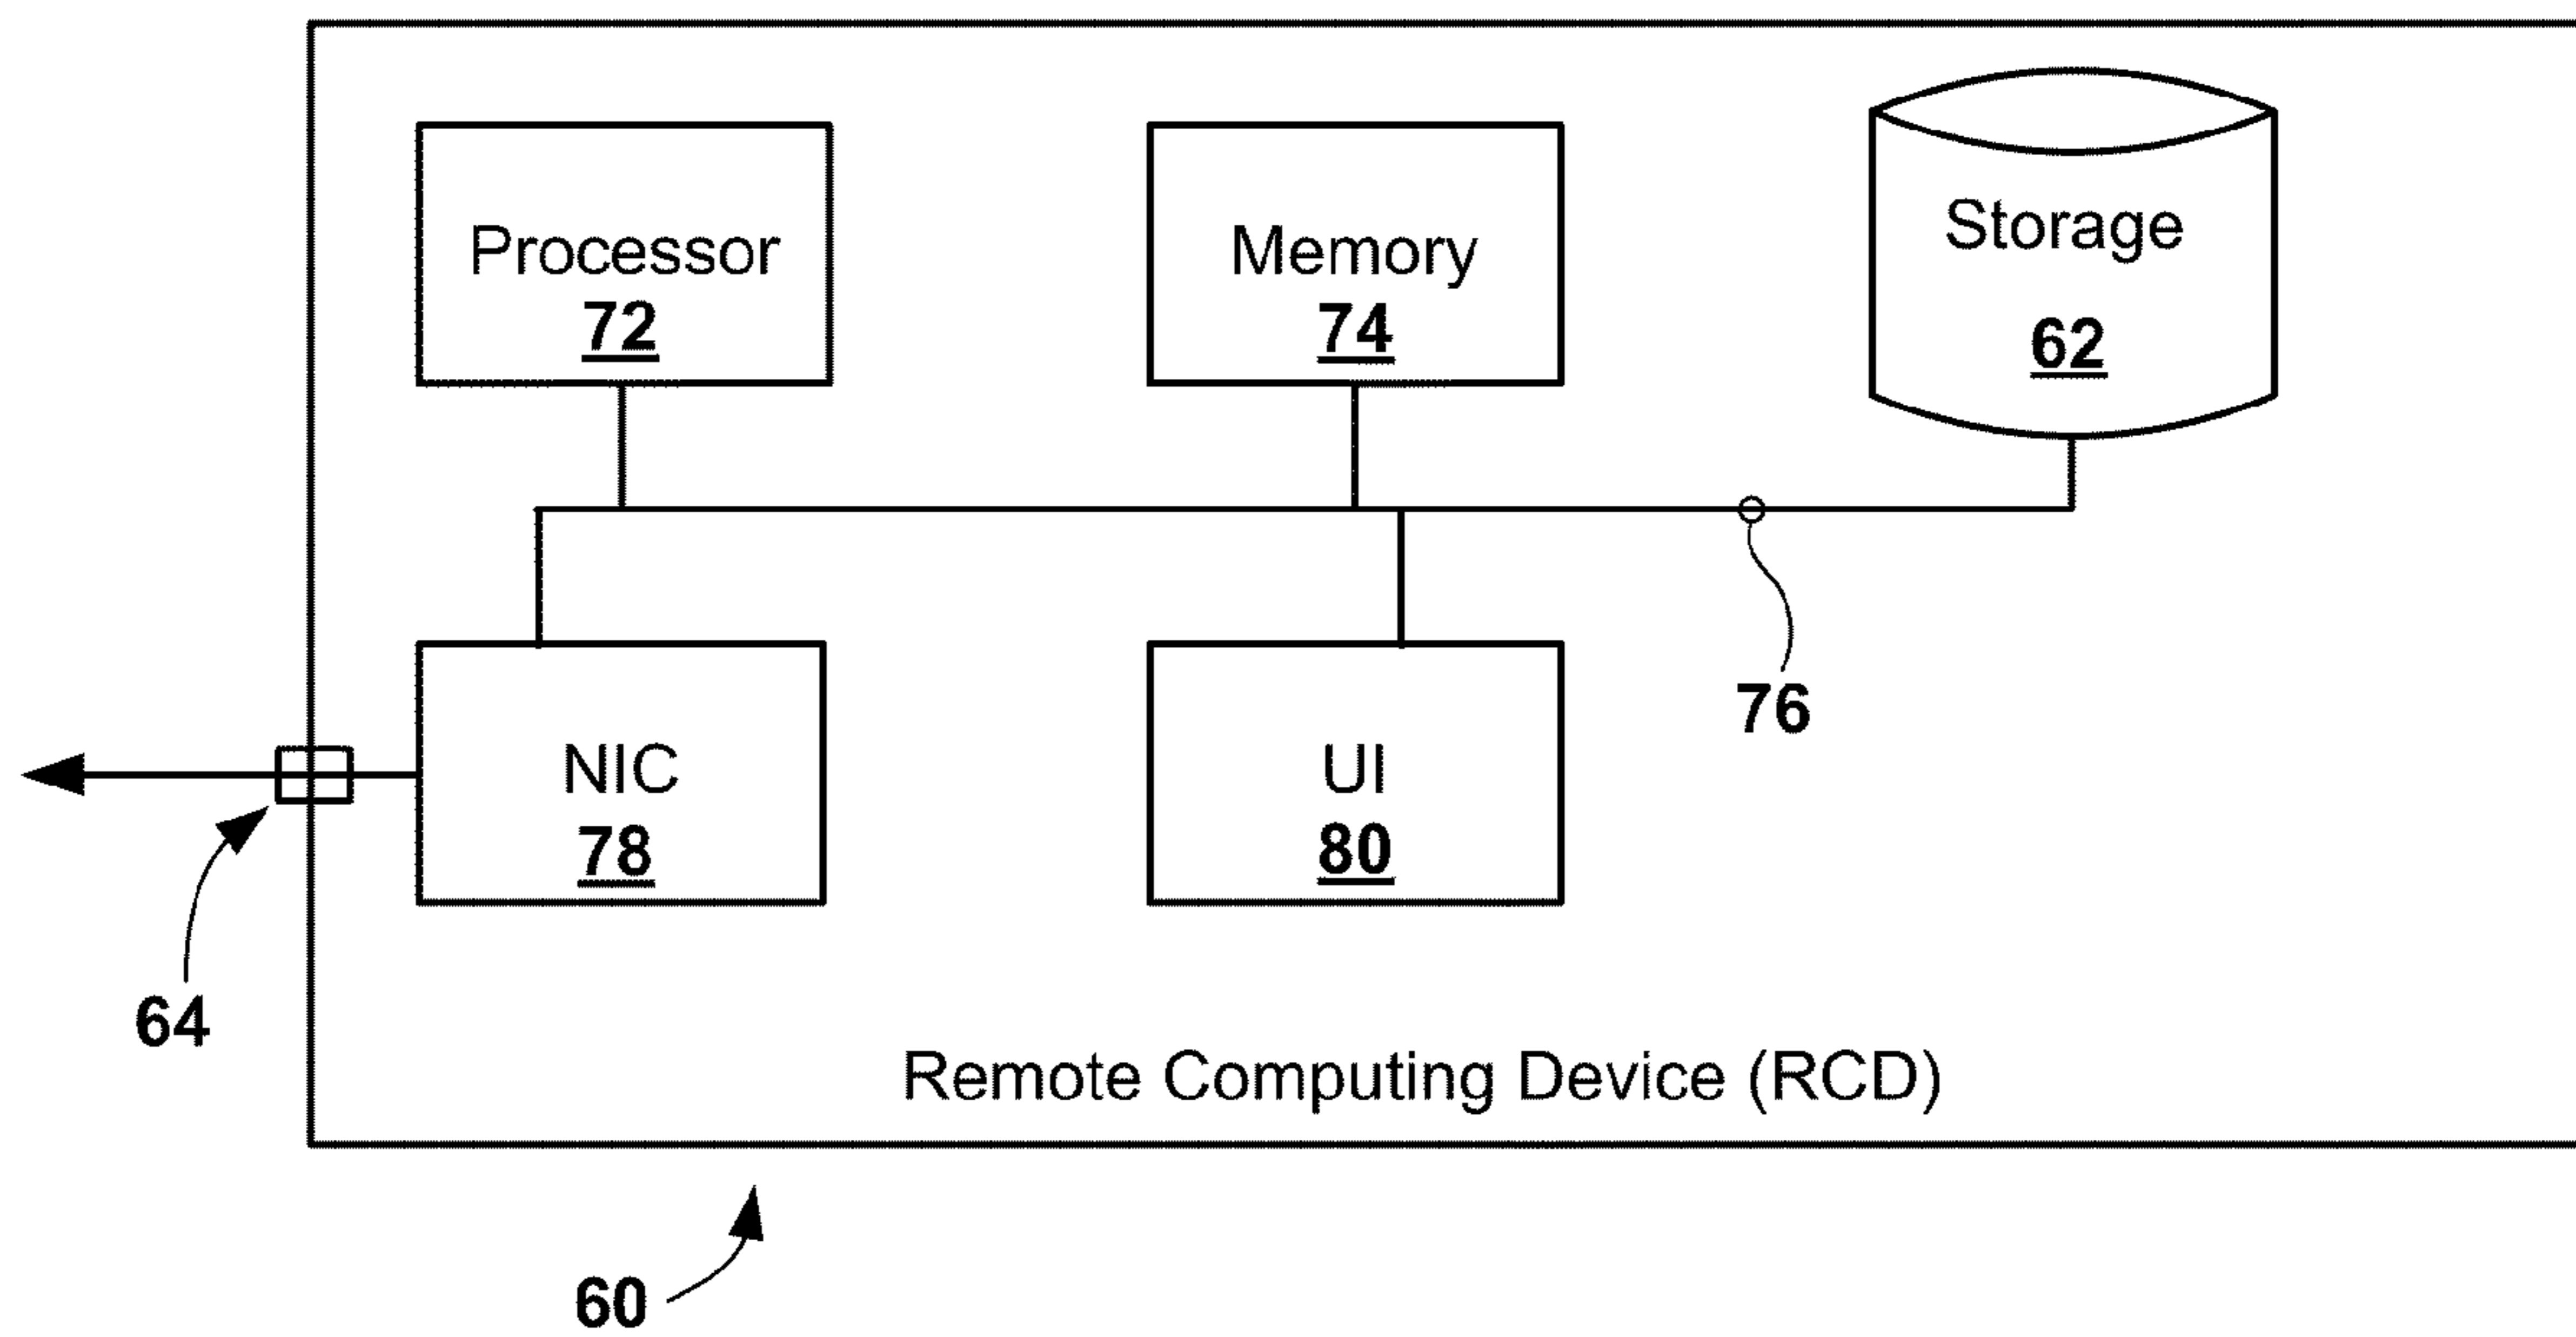 Processor
72
Memory
74
Storage
62
76
NIC
78
UI
80
64
Remote Computing Device (RCD)
60